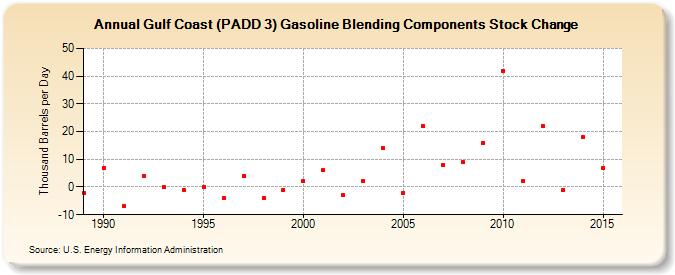 Annual Gulf Coast (PADD 3) Gasoline Blending Components Stock Change
Thousand Barrels per Day
50
40
30
20
10
0
-10
1990 1995 2000 2005 2010 2015
Source: U.S. Energy Information Administration